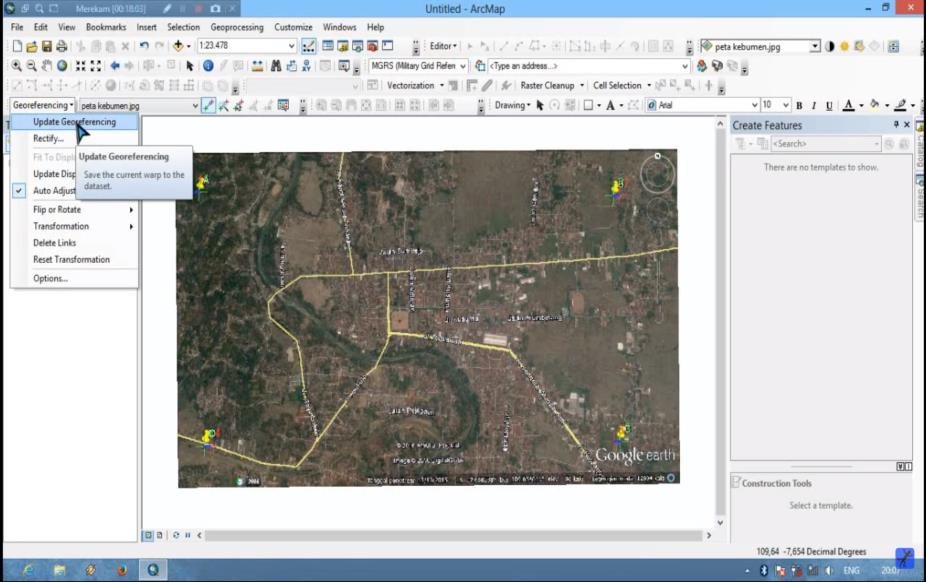 Merekam [00:18:03]
Untitled - ArcMap
File Edit View Geoprocessing Bookmarks Insert Selection Geoprocessing Customize Windows Help
1:23.478
Editor
peta kebumen.jpg
MGRS (Military Grid Referen
<Type an address...>
Vectorization
Raster Cleanup
Cell Selection
Georeferencing
peta kebumen.jpg
Drawing
Arial
10
B I U A
Update Georeferencing
Rectify...
Fit To Displ
Update Disp
Auto Adjust
Flip or Rotate
Transformation
Delete Links
Reset Transformation
Options...
Update Georeferencing
Save the current warp to the
dataset.
Create Features
<Search>
There are no templates to show.
Catalog
Search
Google earth
Construction Tools
Select a template.
109,64 -7,654 Decimal Degrees
ENG
20:07